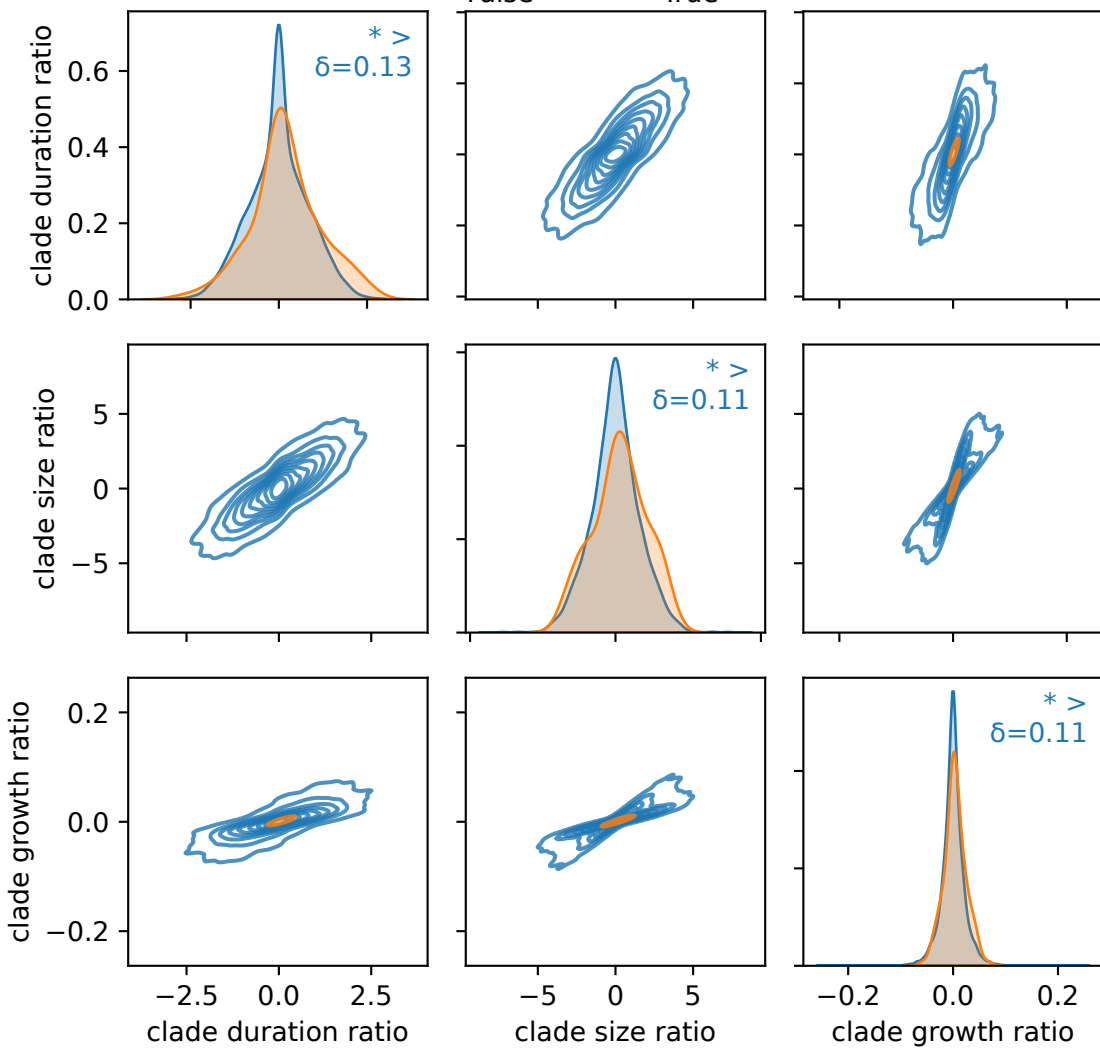 clade duration ratio
0.6
0.4
0.2
0.0
* >
δ=0.13
clade size ratio
5
0
−5
* >
δ=0.11
clade growth ratio
0.2
0.0
−0.2
* >
δ=0.11
−2.5 0.0 2.5
−5 0 5
−0.2 0.0 0.2
clade duration ratio
clade size ratio
clade growth ratio